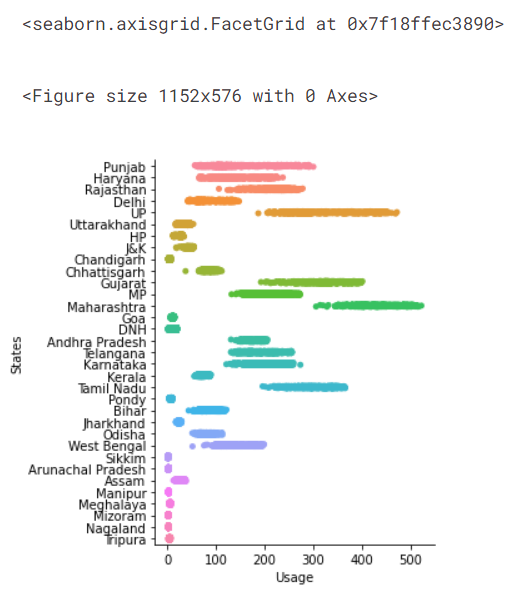 <seaborn.axisgrid.FacetGrid at 0x7f18ffec3890>
<Figure size 1152x576 with 0 Axes>
Punjab
Haryana
Rajasthan
Delhi
UP
Uttarakhand
HP
J&K
Chandigarh
Chhattisgarh
Gujarat
MP
Maharashtra
Goa
DNH
Andhra Pradesh
Telangana
Karnataka
Kerala
Tamil Nadu
Pondy
Bihar
Jharkhand
Odisha
West Bengal
Sikkim
Arunachal Pradesh
Assam
Manipur
Meghalaya
Mizoram
Nagaland
Tripura
States
0 100 200 300 400 500
Usage